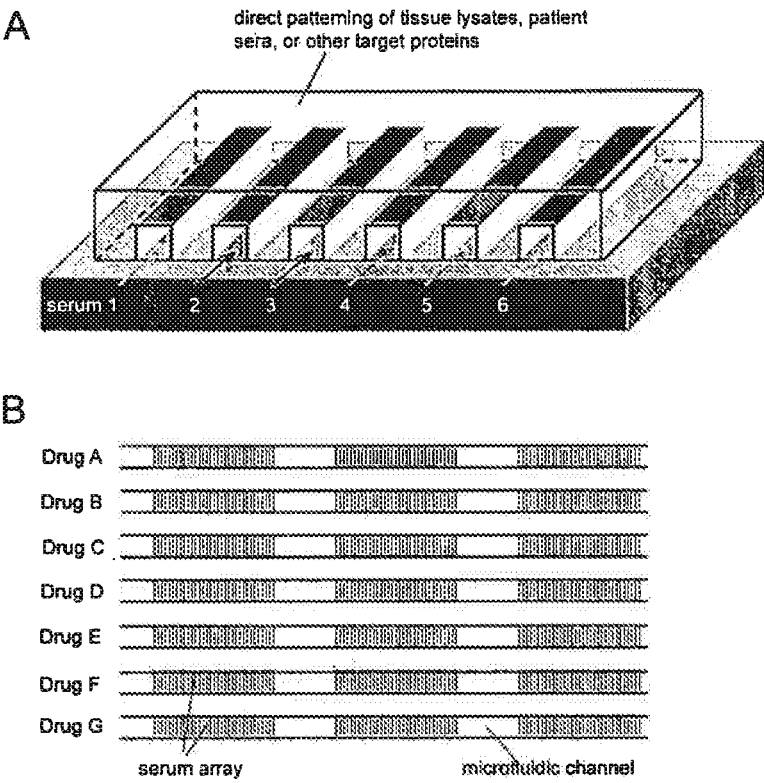 A
direct patterning of tissue lysates, patient
sera, or other target proteins
serum 1 2 3 4 5 6
B
Drug A
Drug B
Drug C
Drug D
Drug E
Drug F
Drug G
serum array microfluidic channel